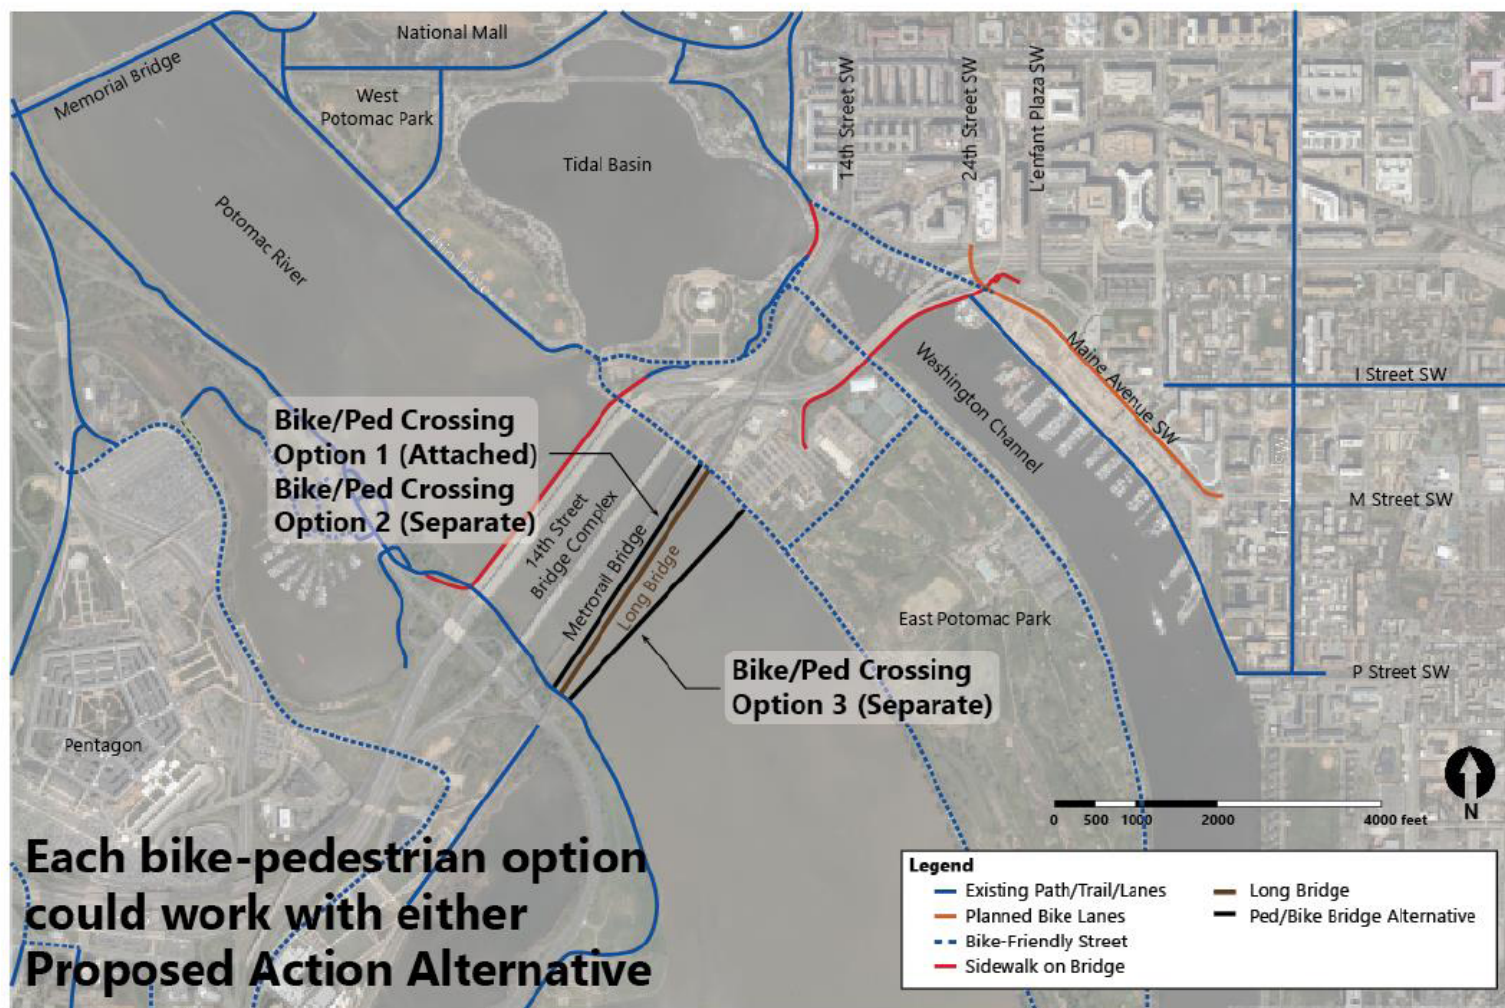 National Mall
Memorial Bridge
West
Potomac Park
Tidal Basin
14th Street SW
24th Street SW
L'enfant Plaza SW
Potomac River
Ohio Drive
Washington Channel
Maine Avenue SW
I Street SW
M Street SW
P Street SW
Bike/Ped Crossing
Option 1 (Attached)
Bike/Ped Crossing
Option 2 (Separate)
14th Street
Bridge Complex
Metrorail Bridge
Long Bridge
East Potomac Park
Bike/Ped Crossing
Option 3 (Separate)
Pentagon
N
0 500 1000 2000 4000 feet
Each bike-pedestrian option
could work with either
Proposed Action Alternative
Legend
Existing Path/Trail/Lanes
Planned Bike Lanes
Bike-Friendly Street
Sidewalk on Bridge
Long Bridge
Ped/Bike Bridge Alternative